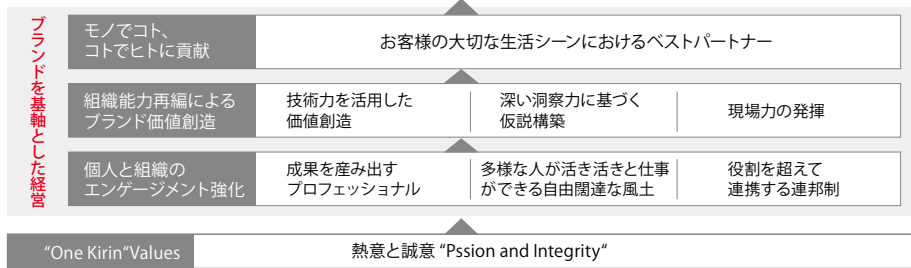 ブランドを基軸とした経営
モノでコト、
コトでヒトに貢献
お客様の大切な生活シーンにおけるベストパートナー
組織能力再編による
ブランド価値創造
技術力を活用した
価値創造
深い洞察力に基づく
仮説構築
現場力の発揮
個人と組織の
エンゲージメント強化
成果を産み出す
プロフェッショナル
多様な人が活き活きと仕事
ができる自由闊達な風土
役割を超えて
連携する連邦制
“One Kirin“Values
熱意と誠意 “Pssion and Integrity“